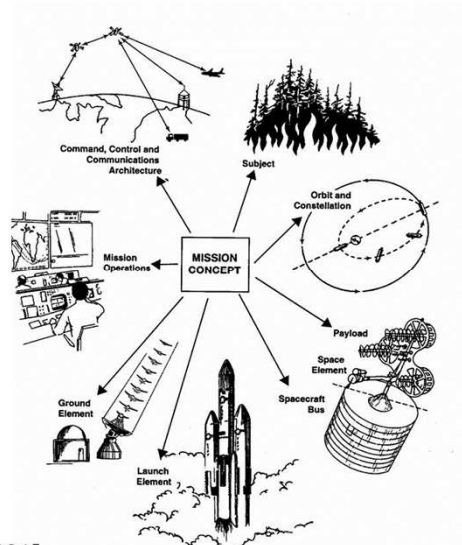 Command, Control and
Communications
Architecture
Subject
Orbit and
Constellation
Mission
Operations
MISSION
CONCEPT
Payload
Space
Element
Spacecraft
Bus
Ground
Element
Launch
Element